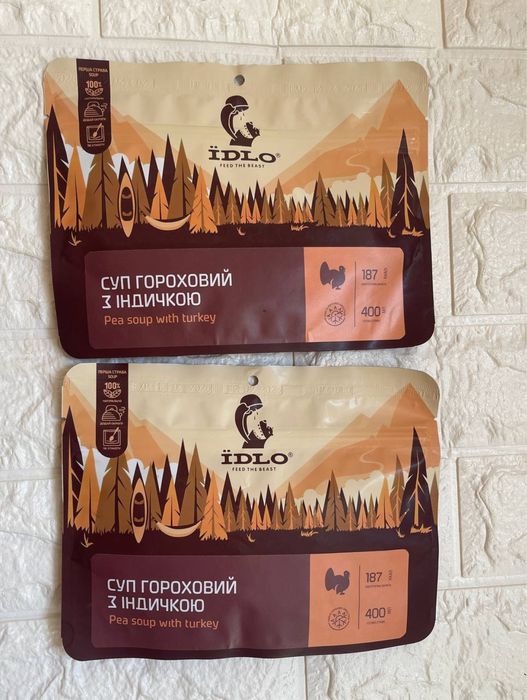 ПЕРША СТРАВА
SOUP
100%
ЇDLO®
FEED THE BEAST
СУП ГОРОХОВИЙ
З ІНДИЧКОЮ
Pea soup with turkey
187
400
ПЕРША СТРАВА
SOUP
100%
ЇDLO®
FEED THE BEAST
СУП ГОРОХОВИЙ
З ІНДИЧКОЮ
Pea soup with turkey
187
400